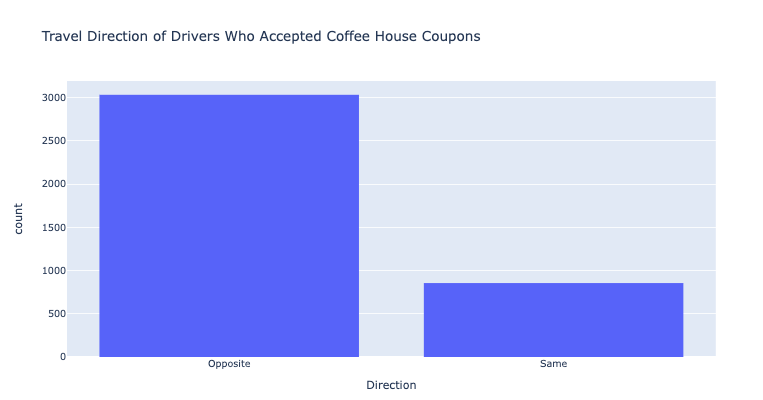 Travel Direction of Drivers Who Accepted Coffee House Coupons
3000
2500
2000
1500
1000
500
0
count
Opposite
Same
Direction